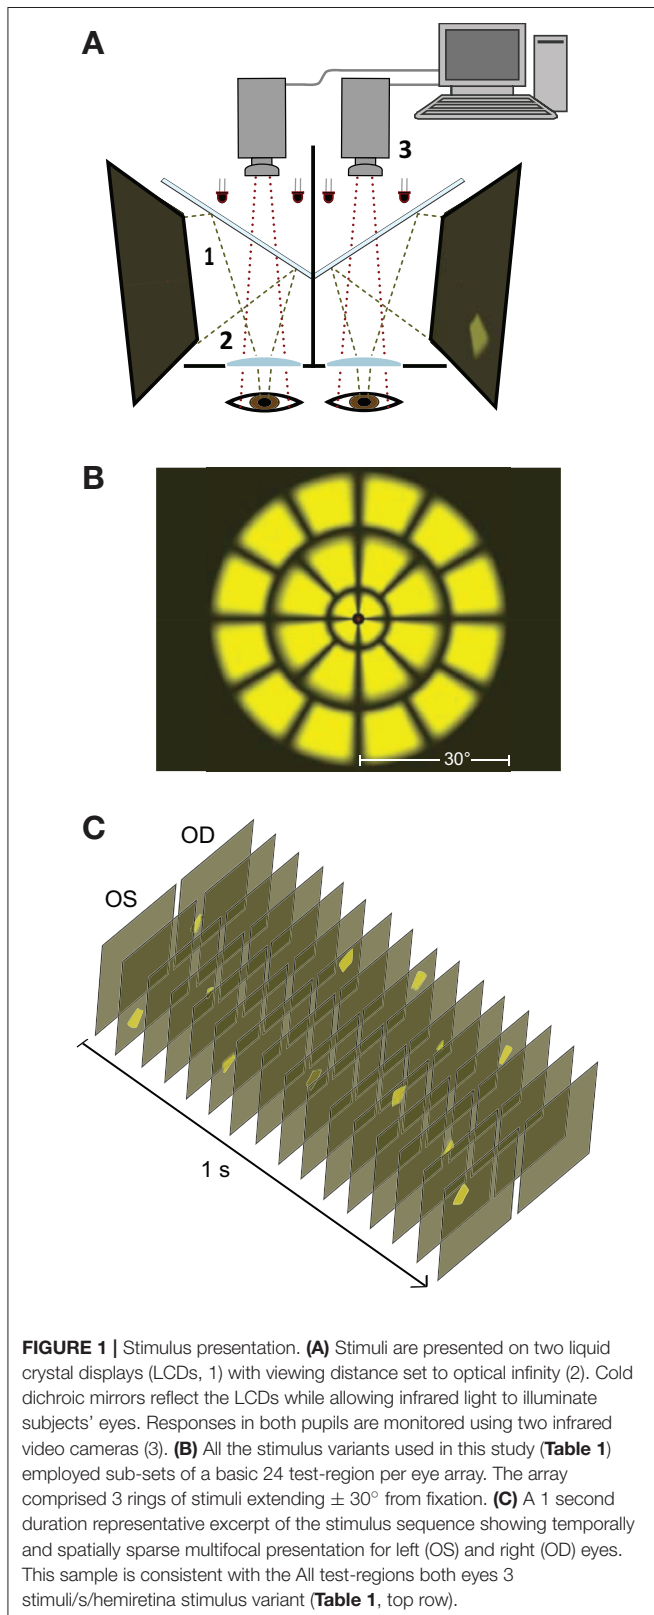 A
3
1
2
B
30°
C
OD
OS
1 s
FIGURE 1 | Stimulus presentation. (A) Stimuli are presented on two liquid
crystal displays (LCDs, 1) with viewing distance set to optical infinity (2). Cold
dichroic mirrors reflect the LCDs while allowing infrared light to illuminate
subjects' eyes. Responses in both pupils are monitored using two infrared
video cameras (3). (B) All the stimulus variants used in this study (Table 1)
employed sub-sets of a basic 24 test-region per eye array. The array
comprised 3 rings of stimuli extending ± 30° from fixation. (C) A 1 second
duration representative excerpt of the stimulus sequence showing temporally
and spatially sparse multifocal presentation for left (OS) and right (OD) eyes.
This sample is consistent with the All test-regions both eyes 3
stimuli/s/hemiretina stimulus variant (Table 1, top row).